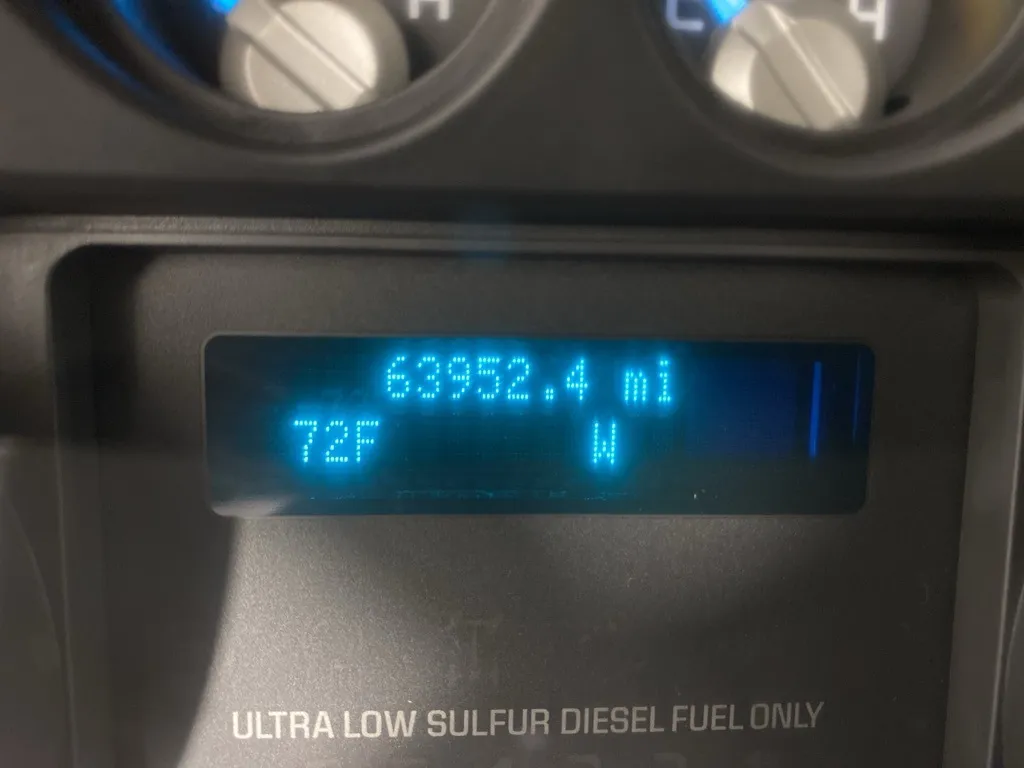 H
63952.4 mi
72F W
ULTRA LOW SULFUR DIESEL FUEL ONLY